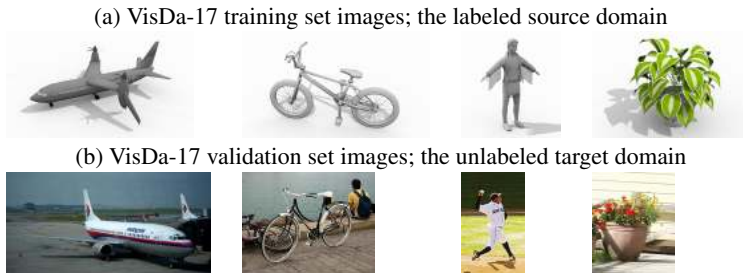 (a) VisDa-17 training set images; the labeled source domain
(b) VisDa-17 validation set images; the unlabeled target domain